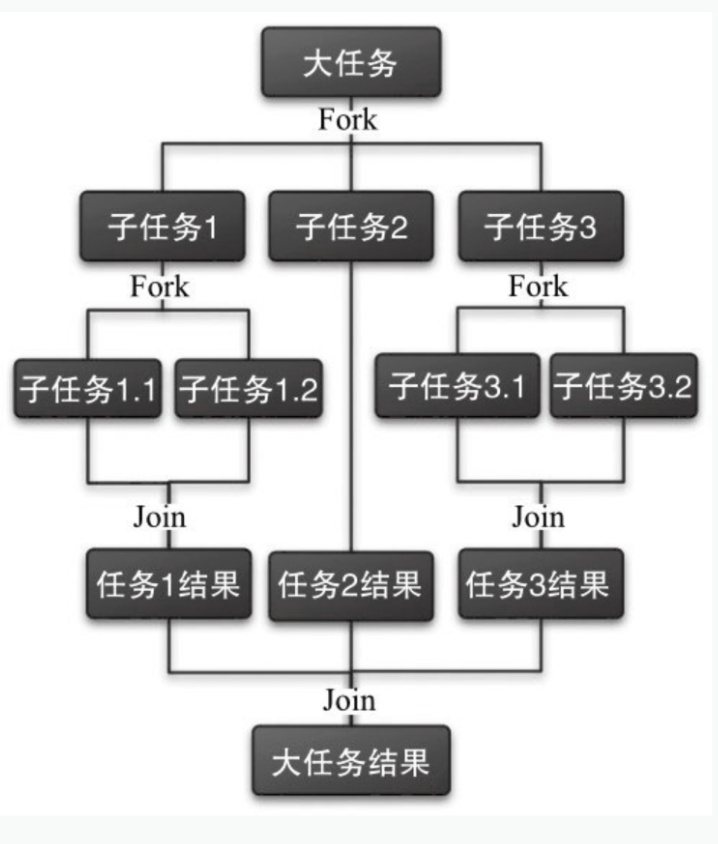 大任务
Fork
子任务1 子任务2 子任务3
Fork Fork
子任务1.1 子任务1.2 子任务3.1 子任务3.2
Join Join
任务1结果 任务2结果 任务3结果
Join
大任务结果